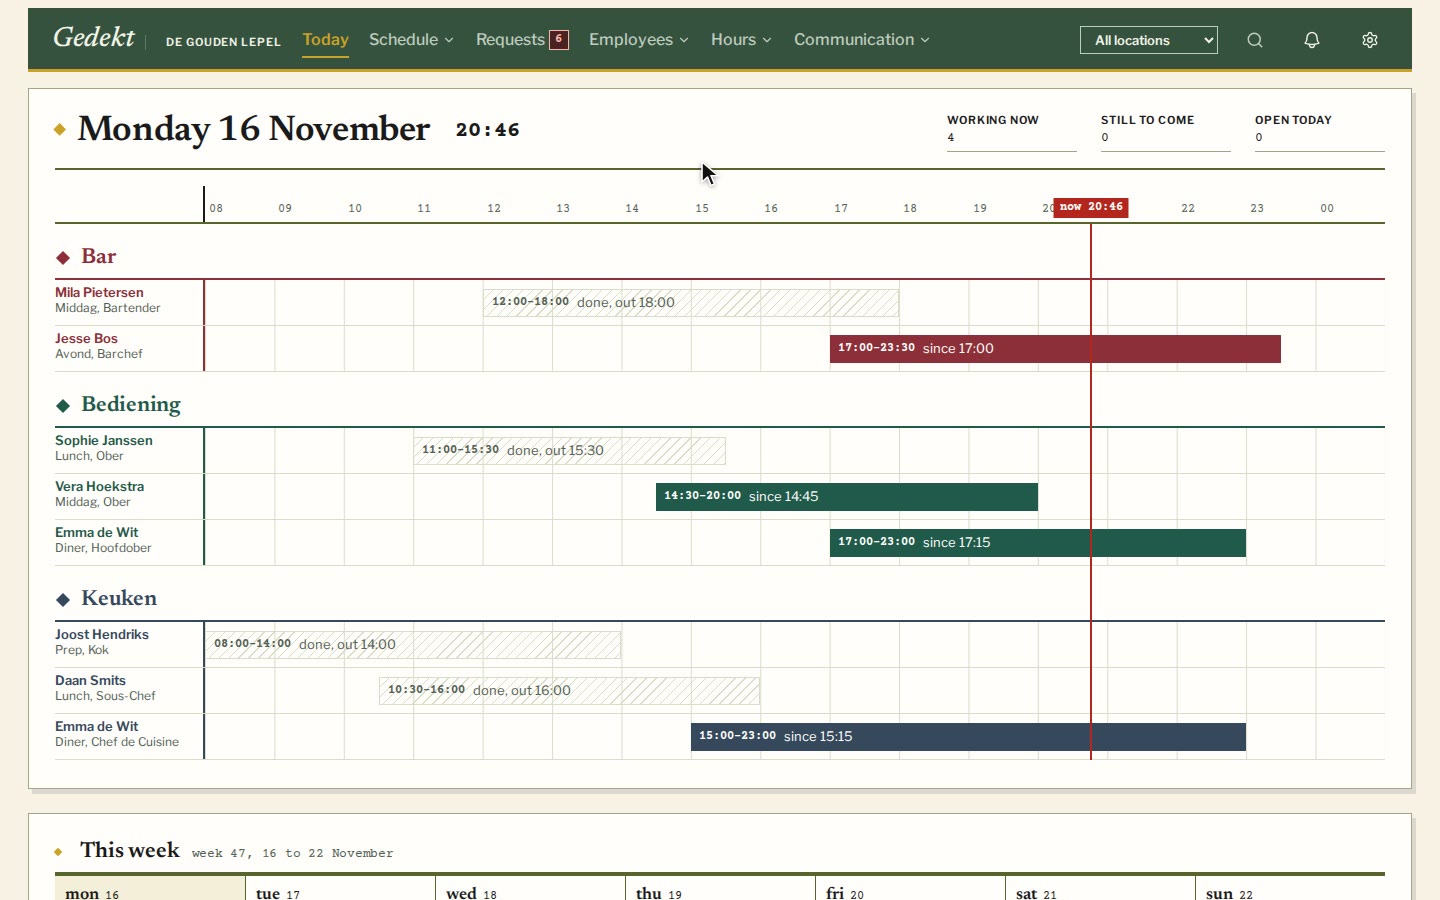 Gedekt DE GOUDEN LEPEL Today Schedule Requests 6 Employees Hours Communication All locations
Monday 16 November 20:46
WORKING NOW STILL TO COME OPEN TODAY
4 0 0
08 09 10 11 12 13 14 15 16 17 18 19 20 now 20:46 22 23 00
Bar
Mila Pietersen
Middag, Bartender
12:00–18:00 done, out 18:00
Jesse Bos
Avond, Barchef
17:00–23:30 since 17:00
Bediening
Sophie Janssen
Lunch, Ober
11:00–15:30 done, out 15:30
Vera Hoekstra
Middag, Ober
14:30–20:00 since 14:45
Emma de Wit
Diner, Hoofdober
17:00–23:00 since 17:15
Keuken
Joost Hendriks
Prep, Kok
08:00–14:00 done, out 14:00
Daan Smits
Lunch, Sous-Chef
10:30–16:00 done, out 16:00
Emma de Wit
Diner, Chef de Cuisine
15:00–23:00 since 15:15
This week week 47, 16 to 22 November
mon 16 tue 17 wed 18 thu 19 fri 20 sat 21 sun 22